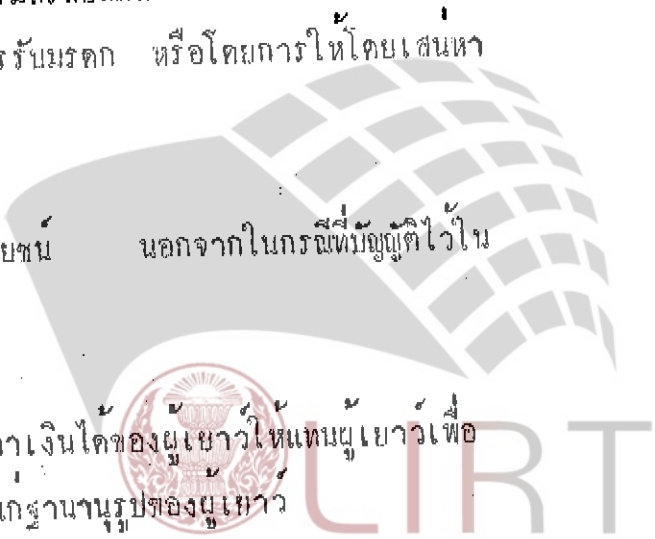 รรับมรดก หรือโดยการให้โดยเสน่หา
ยชน์ นอกจากในกรณีที่บัญญัติไว้ใน
าเงินได้ของผู้เยาว์ให้แทนผู้เยาว์เพื่อ
แก่ฐานานุรูปของผู้เยาว์
LIRT